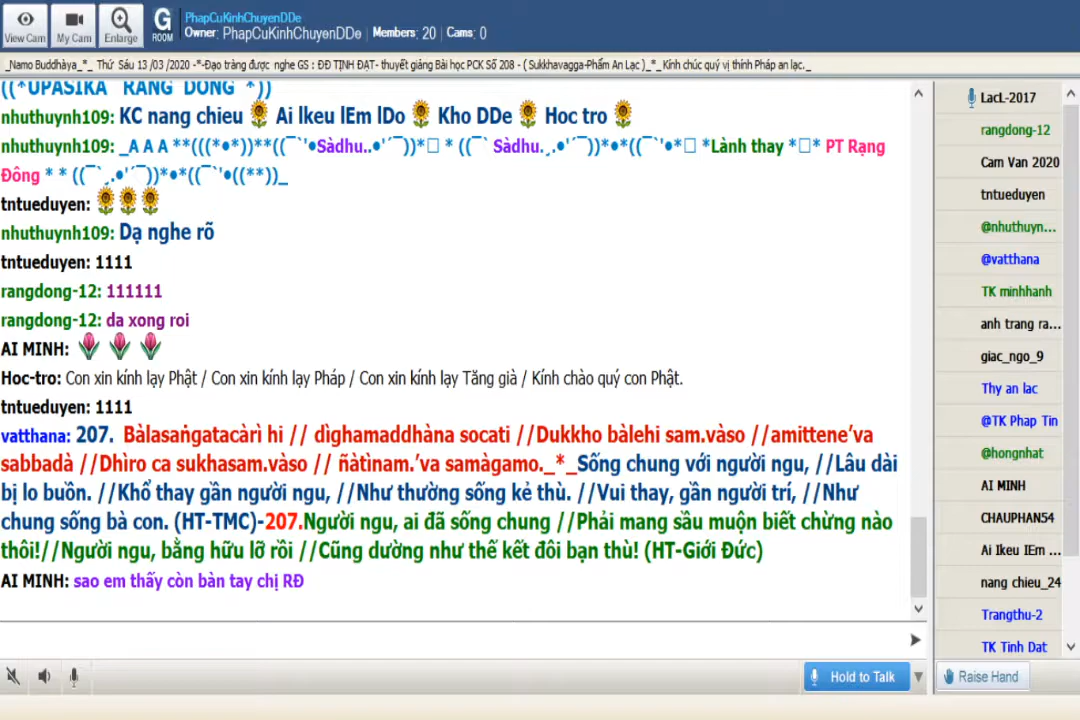 PhapCuKinhChuyenDDe
View Cam My Cam Enlarge G ROOM Owner: PhapCuKinhChuyenDDe Members: 20 Cams: 0
_Namo Buddhàya_*_ Thứ Sáu 13 /03 /2020 -*-Đạo tràng được nghe GS : ĐĐ TỊNH ĐẠT- thuyết giảng Bài học PCK Số 208 - ( Sukkhavagga-Phẩm An Lạc )_*_Kính chúc quý vị thính Pháp an lạc._
((*UPASIKA RANG DONG *))
nhuthuynh109: KC nang chieu 🌻 Ai Ikeu IEm IDo 🌻 Kho DDe 🌻 Hoc tro 🌻
nhuthuynh109: _A A A **(((*•*))**((¯`'•Sàdhu..•'´¯))*□ * ((¯` Sàdhu.¸.•'´¯))*•*((¯`'•*□ *Lành thay *□* PT Rạng
Đông * * ((¯`¸.•'´¯))*•*((¯`'•((**))_
tntueduyen: 🌻🌻🌻
nhuthuynh109: Dạ nghe rõ
tntueduyen: 1111
rangdong-12: 111111
rangdong-12: da xong roi
AI MINH: 🌷 🌷 🌷
Hoc-tro: Con xin kính lạy Phật / Con xin kính lạy Pháp / Con xin kính lạy Tăng già / Kính chào quý con Phật.
tntueduyen: 1111
vatthana: 207. Bàlasaṅgatacàrì hi // dìghamaddhàna socati //Dukkho bàlehi sam.vàso //amittene'va
sabbadà //Dhìro ca sukhasam.vàso // ñàtìnam.'va samàgamo._*_Sống chung với người ngu, //Lâu dài
bị lo buồn. //Khổ thay gần người ngu, //Như thường sống kẻ thù. //Vui thay, gần người trí, //Như
chung sống bà con. (HT-TMC)-207.Người ngu, ai đã sống chung //Phải mang sầu muộn biết chừng nào
thôi!//Người ngu, bằng hữu lỡ rồi //Cũng dường như thế kết đôi bạn thù! (HT-Giới Đức)
AI MINH: sao em thấy còn bàn tay chị RĐ
LacL-2017
rangdong-12
Cam Van 2020
tntueduyen
@nhuthuyn...
@vatthana
TK minhhanh
anh trang ra...
giac_ngo_9
Thy an lac
@TK Phap Tin
@hongnhat
AI MINH
CHAUPHAN54
Ai Ikeu IEm ...
nang chieu_24
Trangthu-2
TK Tinh Dat
Hold to Talk
Raise Hand